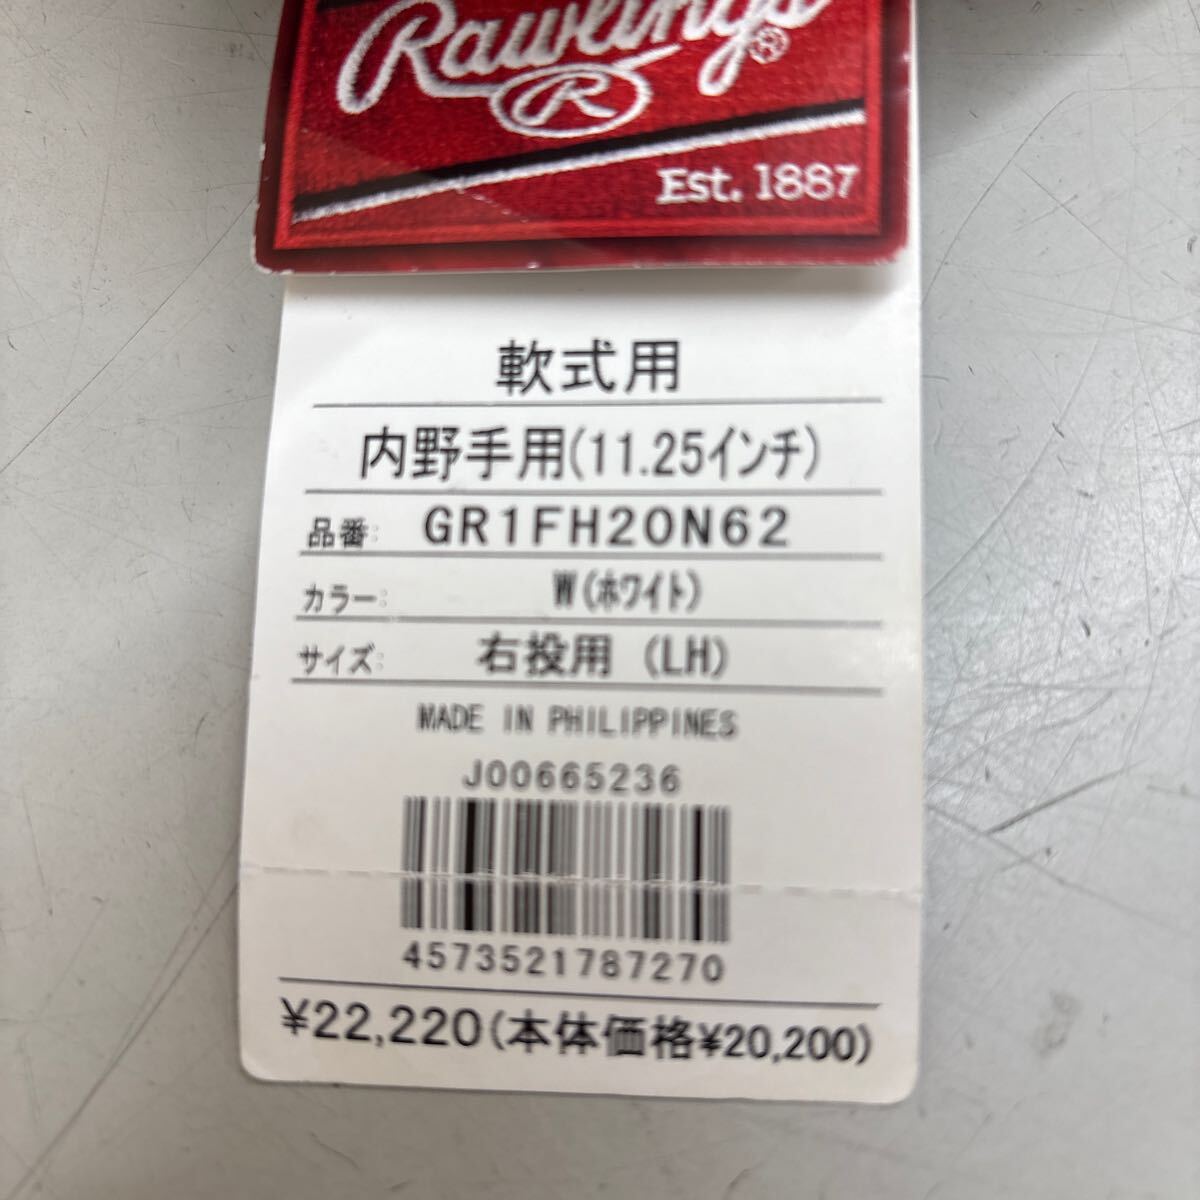 Rawlings®
R
Est. 1887
軟式用
内野手用(11.25インチ)
品番: GR1FH20N62
カラー: W(ホワイト)
サイズ: 右投用 (LH)
MADE IN PHILIPPINES
J00665236
4573521787270
¥22,220(本体価格¥20,200)